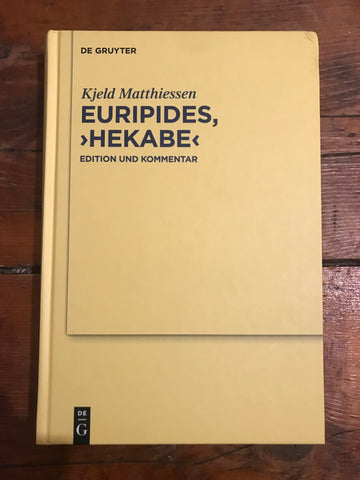 DE GRUYTER
Kjeld Matthiessen
EURIPIDES,
›HEKABE‹
EDITION UND KOMMENTAR
DE
G